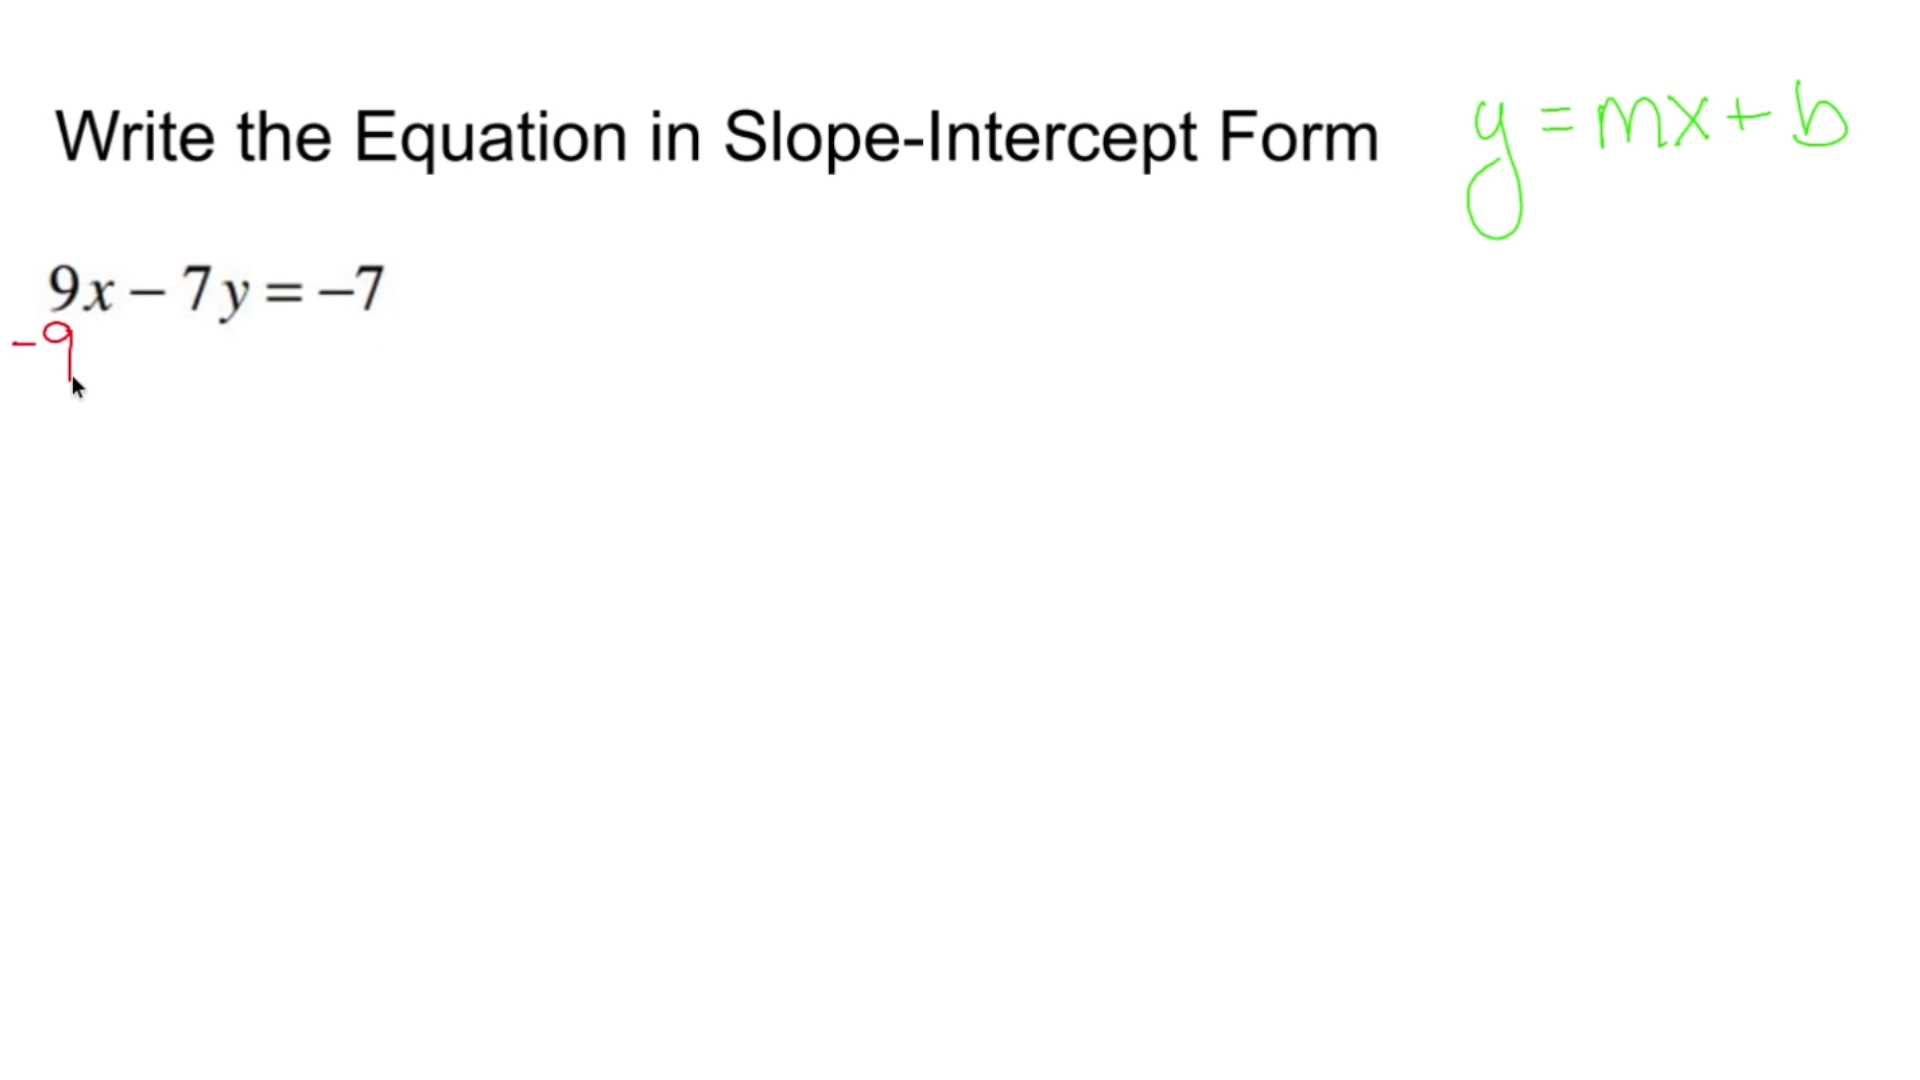 Write the Equation in Slope-Intercept Form y = mx + b
9x – 7y = –7
-9